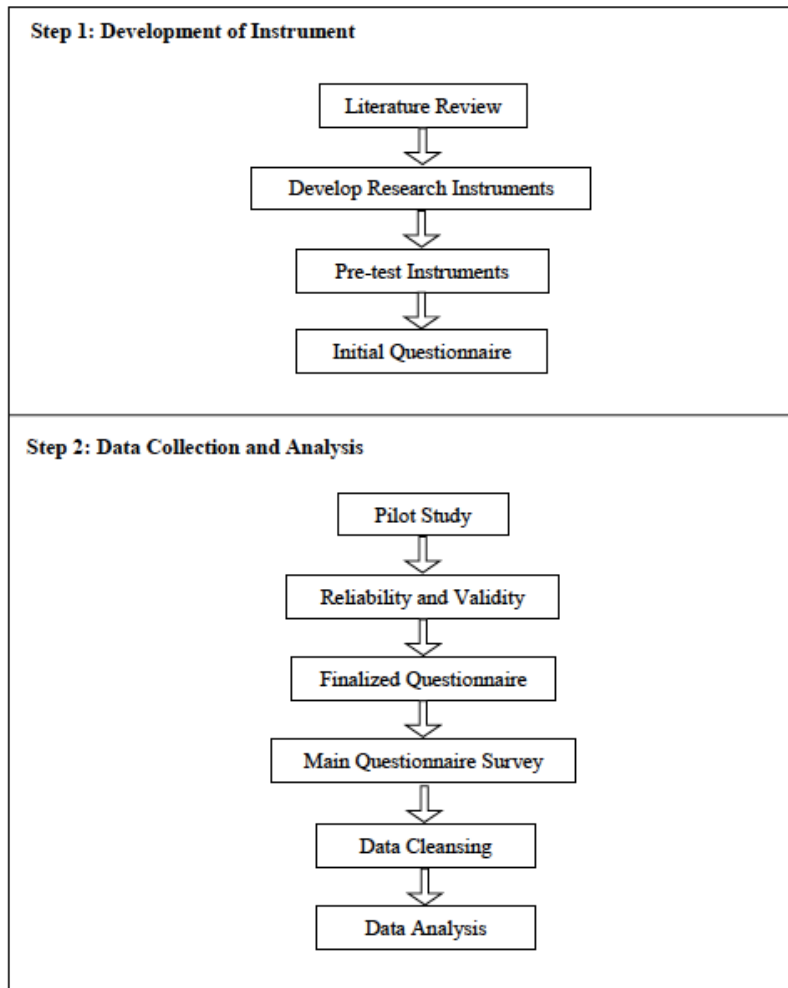 Step 1: Development of Instrument
Literature Review
Develop Research Instruments
Pre-test Instruments
Initial Questionnaire
Step 2: Data Collection and Analysis
Pilot Study
Reliability and Validity
Finalized Questionnaire
Main Questionnaire Survey
Data Cleansing
Data Analysis